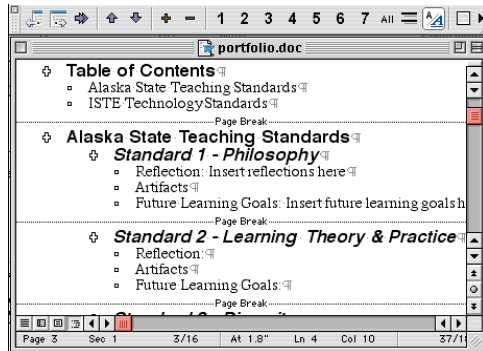 1 2 3 4 5 6 7 All
portfolio.doc
Table of Contents¶
Alaska State Teaching Standards¶
ISTE Technology Standards¶
Page Break
Alaska State Teaching Standards¶
Standard 1 - Philosophy¶
Reflection: Insert reflections here¶
Artifacts¶
Future Learning Goals: Insert future learning goals h
Page Break
Standard 2 - Learning Theory & Practice¶
Reflection:¶
Artifacts¶
Future Learning Goals:¶
Page Break
Page 3 Sec 1 3/16 At 1.8" Ln 4 Col 10